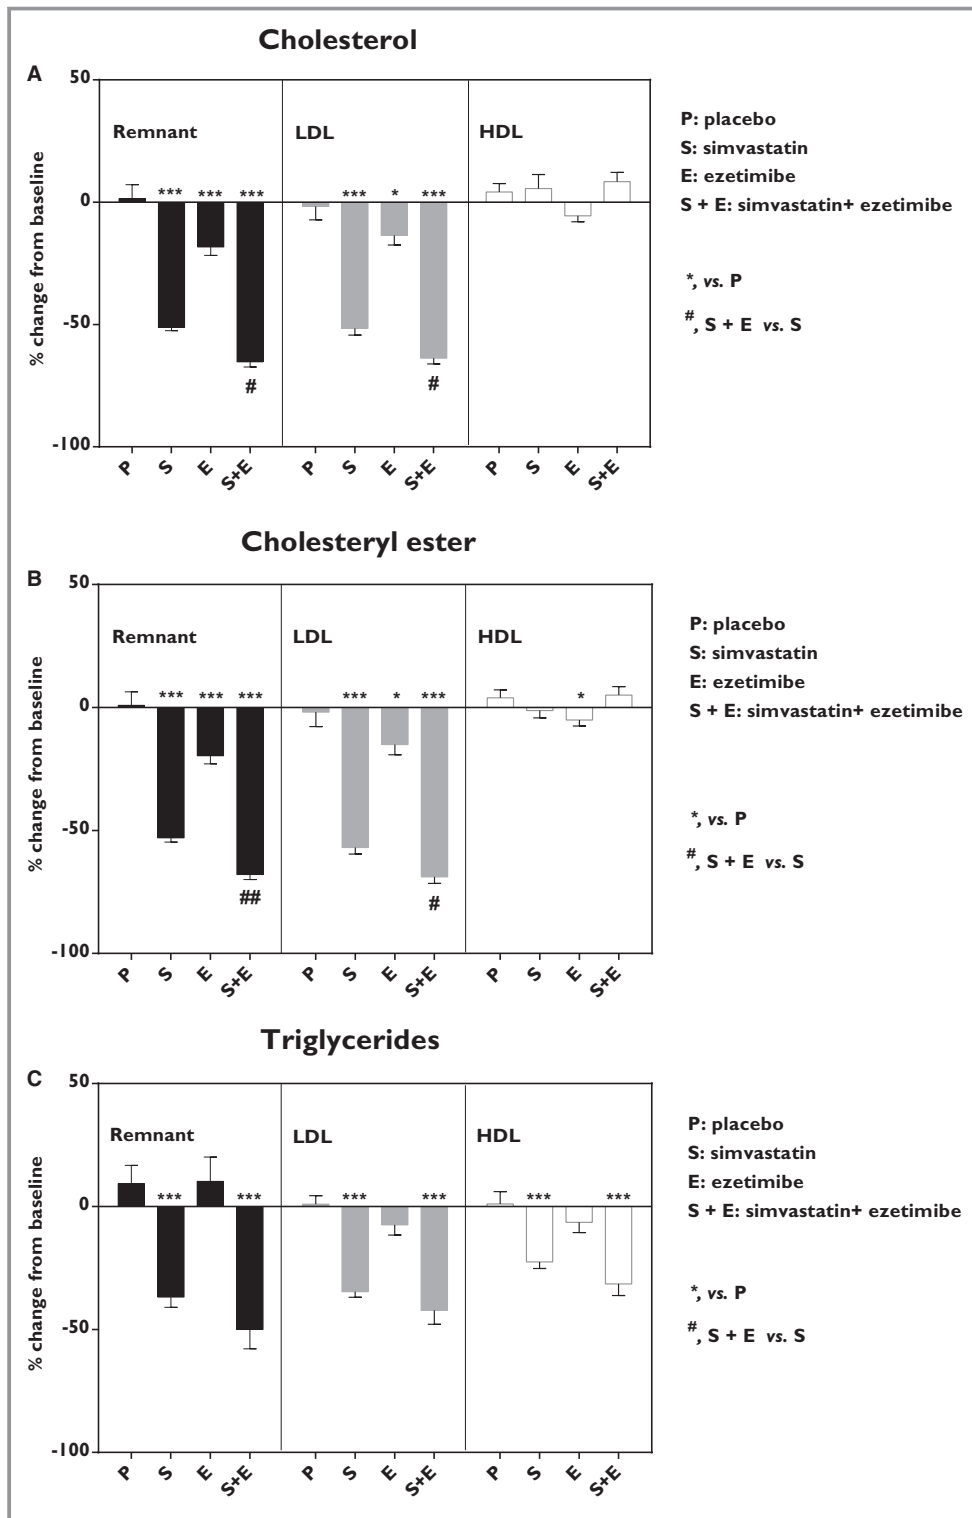 Cholesterol
A
50
0
-50
-100
% change from baseline
Remnant
LDL
HDL
*** *** ***
*** * ***
#
#
P S E S+E
P S E S+E
P S E S+E
P: placebo
S: simvastatin
E: ezetimibe
S + E: simvastatin+ ezetimibe
*, vs. P
#, S + E vs. S
Cholesteryl ester
B
50
0
-50
-100
% change from baseline
Remnant
LDL
HDL
*** *** ***
*** * ***
*
##
#
P S E S+E
P S E S+E
P S E S+E
P: placebo
S: simvastatin
E: ezetimibe
S + E: simvastatin+ ezetimibe
*, vs. P
#, S + E vs. S
Triglycerides
C
50
0
-50
-100
% change from baseline
Remnant
LDL
HDL
*** ***
*** ***
*** ***
P S E S+E
P S E S+E
P S E S+E
P: placebo
S: simvastatin
E: ezetimibe
S + E: simvastatin+ ezetimibe
*, vs. P
#, S + E vs. S